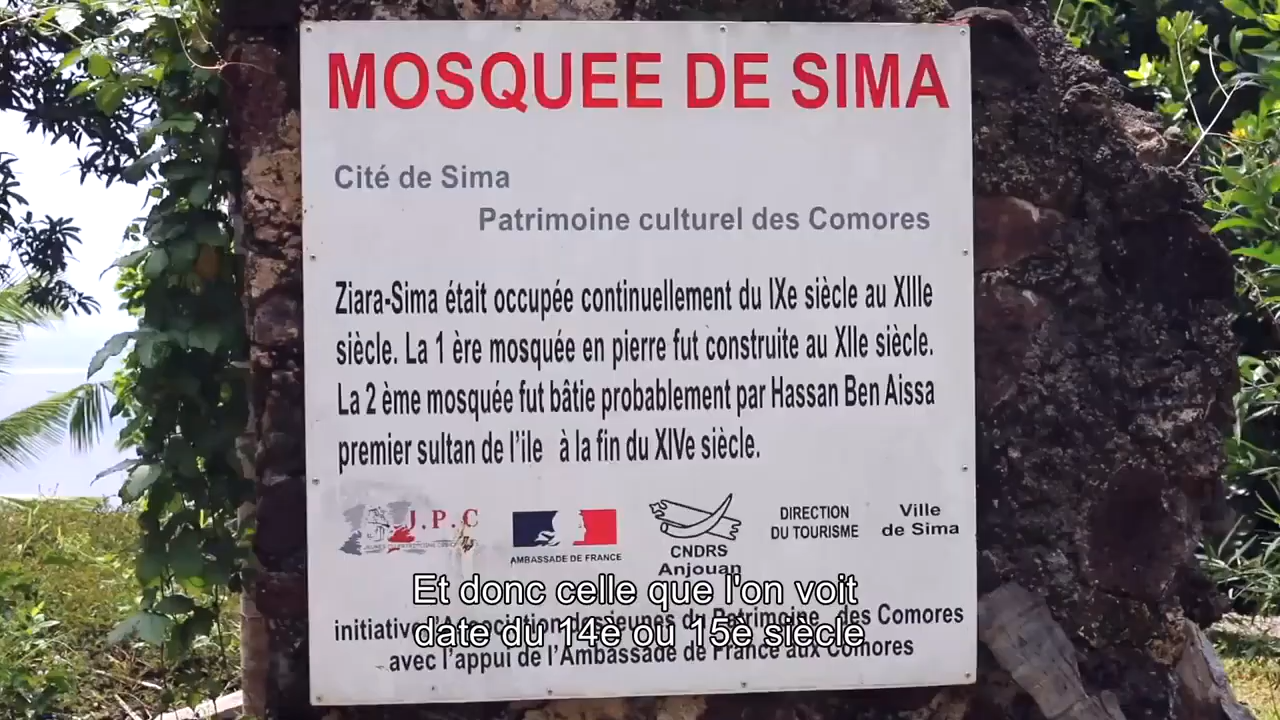 MOSQUEE DE SIMA
Cité de Sima
Patrimoine culturel des Comores
Ziara-Sima était occupée continuellement du IXe siècle au XIIIe
siècle. La 1 ère mosquée en pierre fut construite au XIIe siècle.
La 2 ème mosquée fut bâtie probablement par Hassan Ben Aissa
premier sultan de l'ile à la fin du XIVe siècle.
J.P.C
AMBASSADE DE FRANCE
CNDRS
Anjouan
DIRECTION
DU TOURISME
Ville
de Sima
initiative l'Association des jeunes du Patrimoine des Comores
avec l'appui de l'Ambassade de France aux Comores
Et donc celle que l'on voit
date du 14è ou 15è siècle